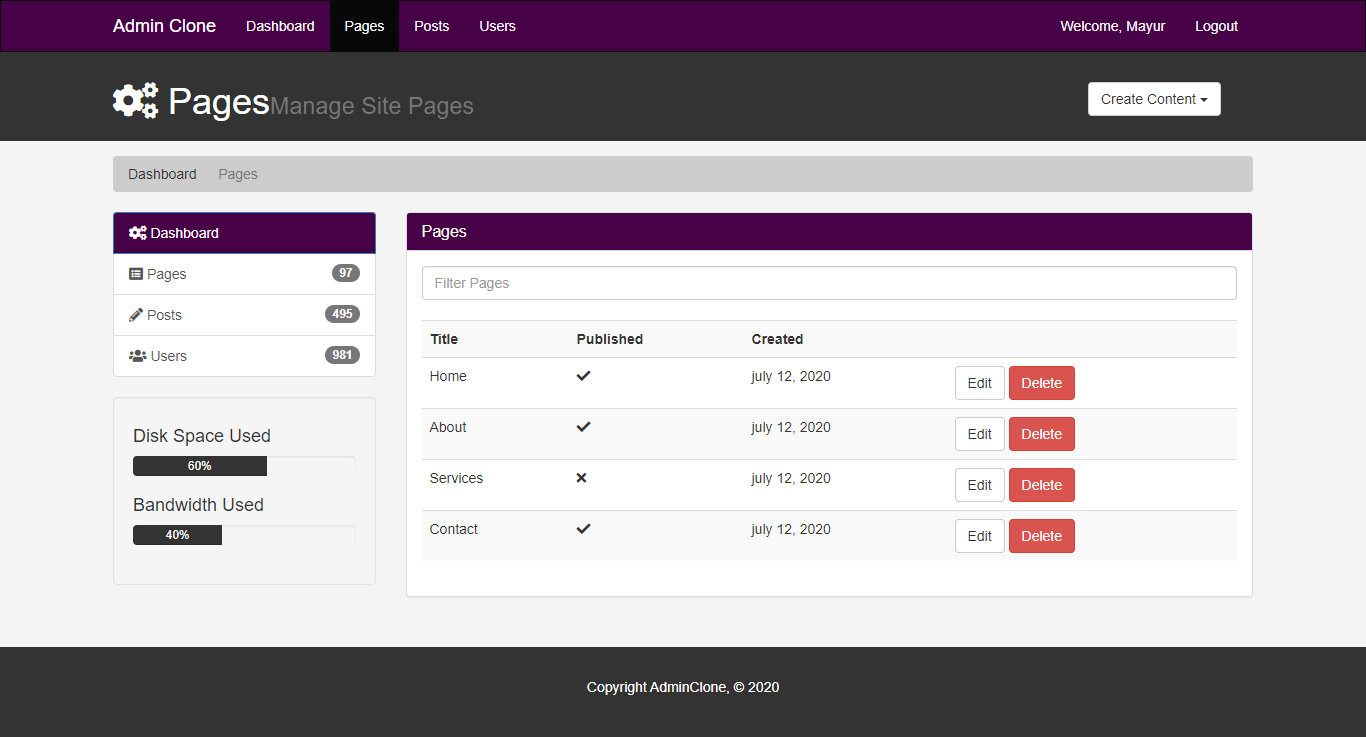 Admin Clone Dashboard Pages Posts Users Welcome, Mayur Logout
Pages Manage Site Pages Create Content
Dashboard Pages
Dashboard
Pages 97
Posts 495
Users 981
Disk Space Used
60%
Bandwidth Used
40%
Pages
Filter Pages
Title Published Created
Home july 12, 2020 Edit Delete
About july 12, 2020 Edit Delete
Services july 12, 2020 Edit Delete
Contact july 12, 2020 Edit Delete
Copyright AdminClone, © 2020